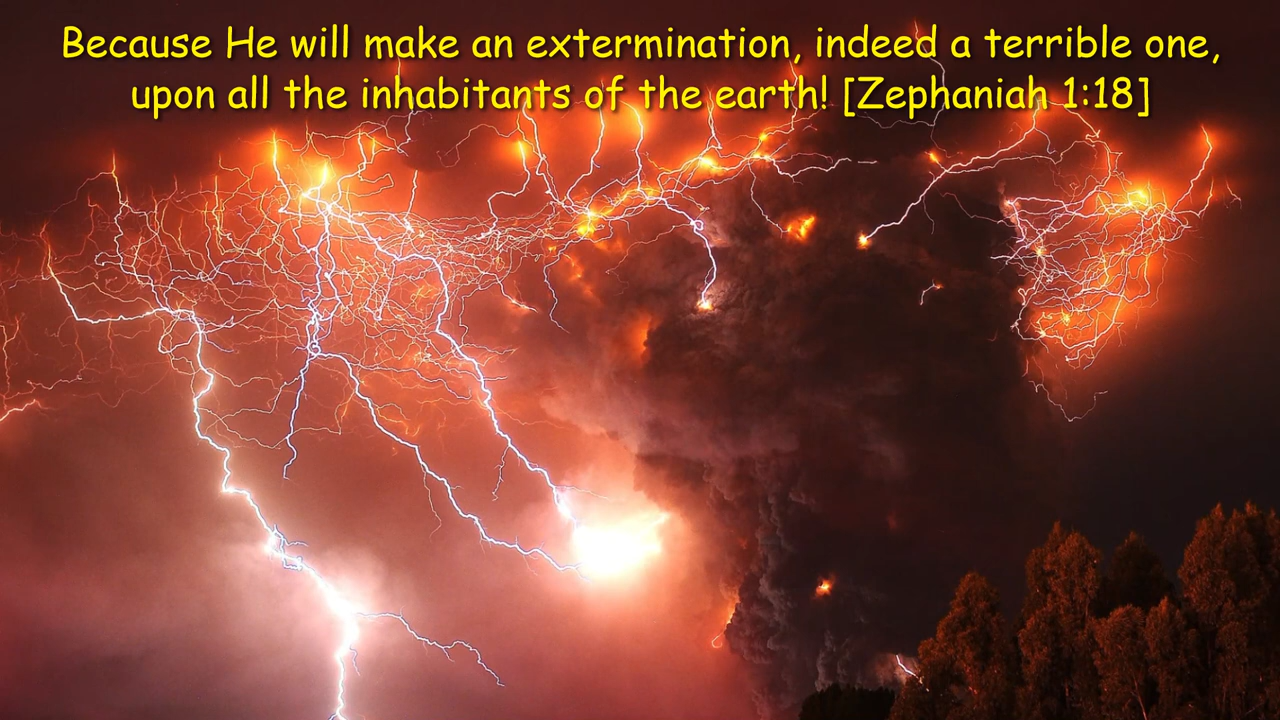 Because He will make an extermination, indeed a terrible one,
upon all the inhabitants of the earth! [Zephaniah 1:18]